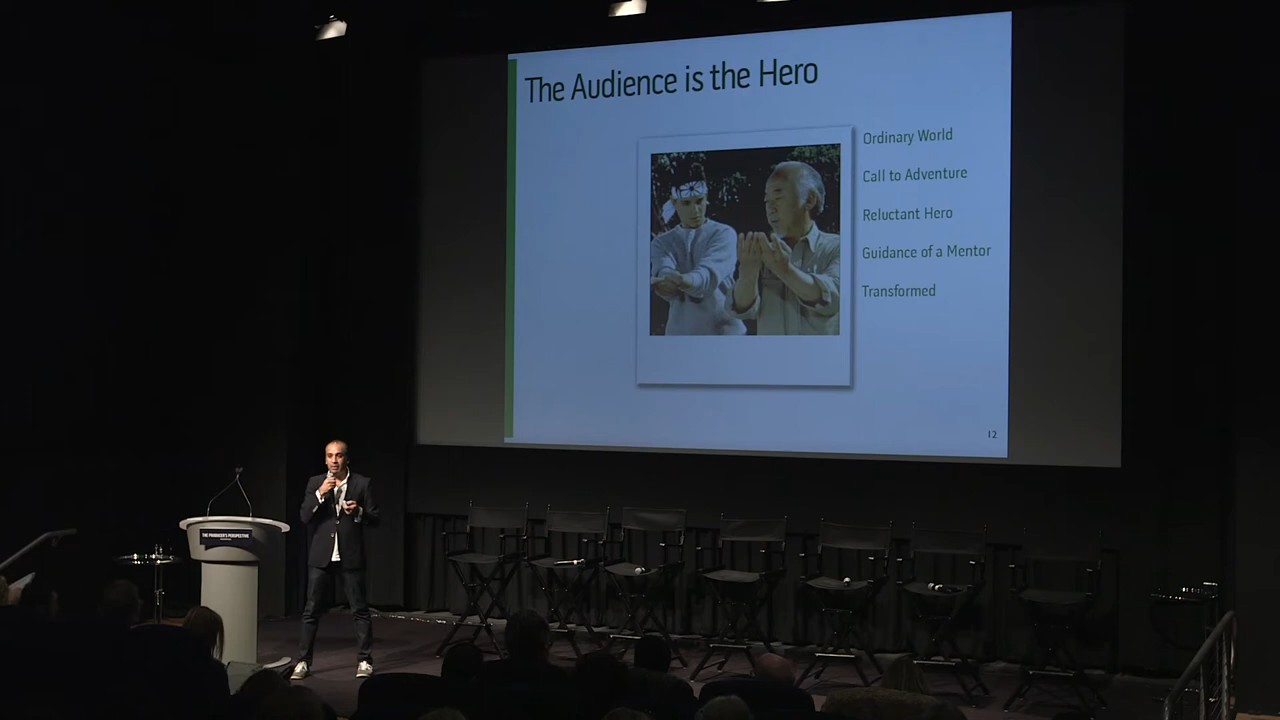 The Audience is the Hero
Ordinary World
Call to Adventure
Reluctant Hero
Guidance of a Mentor
Transformed
12
THE PRODUCER'S PERSPECTIVE